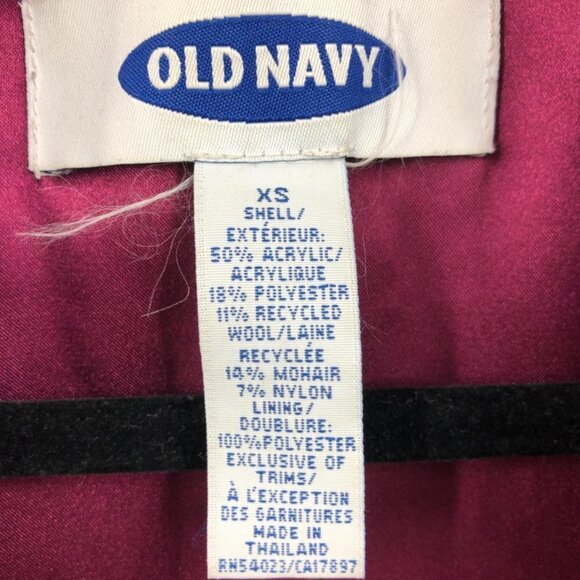 OLD NAVY
XS
SHELL/
EXTÉRIEUR:
50% ACRYLIC/
ACRYLIQUE
18% POLYESTER
11% RECYCLED
WOOL/LAINE
RECYCLÉE
14% MOHAIR
7% NYLON
LINING/
DOUBLURE:
100%POLYESTER
EXCLUSIVE OF
TRIMS/
À L'EXCEPTION
DES GARNITURES
MADE IN
THAILAND
RN54023/CA17897